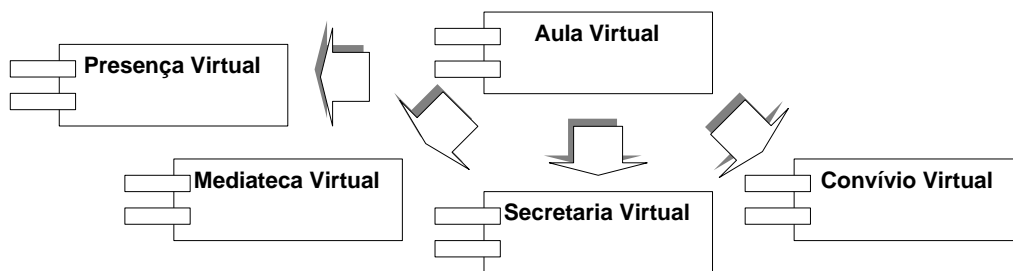 Aula Virtual
Presença Virtual
Mediateca Virtual
Secretaria Virtual
Convívio Virtual